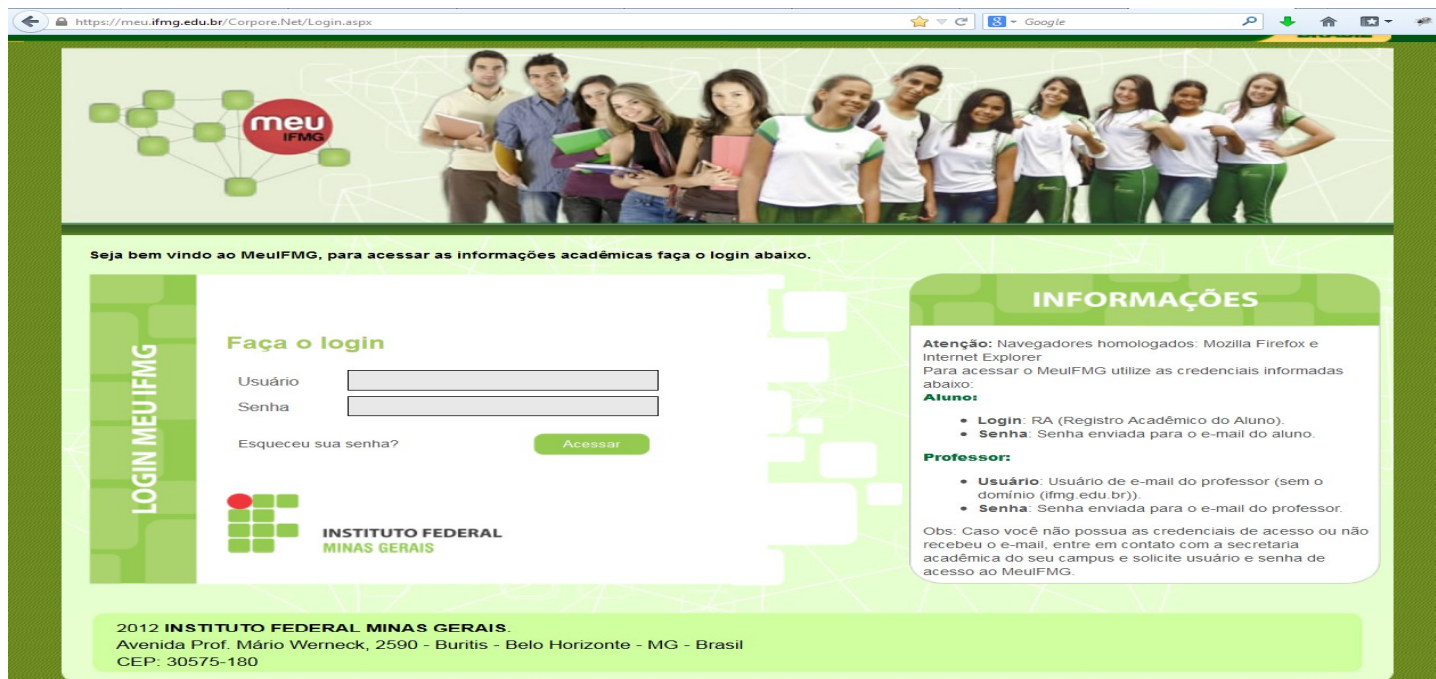 https://meu.ifmg.edu.br/Corpore.Net/Login.aspx
Google
BRASIL
meu
IFMG
Seja bem vindo ao MeuIFMG, para acessar as informações acadêmicas faça o login abaixo.
LOGIN MEU IFMG
Faça o login
Usuário
Senha
Esqueceu sua senha?
Acessar
INSTITUTO FEDERAL
MINAS GERAIS
INFORMAÇÕES
Atenção: Navegadores homologados: Mozilla Firefox e
Internet Explorer
Para acessar o MeuIFMG utilize as credenciais informadas
abaixo:
Aluno:
• Login: RA (Registro Acadêmico do Aluno).
• Senha: Senha enviada para o e-mail do aluno.
Professor:
• Usuário: Usuário de e-mail do professor (sem o
domínio (ifmg.edu.br)).
• Senha: Senha enviada para o e-mail do professor.
Obs: Caso você não possua as credenciais de acesso ou não
recebeu o e-mail, entre em contato com a secretaria
acadêmica do seu campus e solicite usuário e senha de
acesso ao MeuIFMG.
2012 INSTITUTO FEDERAL MINAS GERAIS.
Avenida Prof. Mário Werneck, 2590 - Buritis - Belo Horizonte - MG - Brasil
CEP: 30575-180